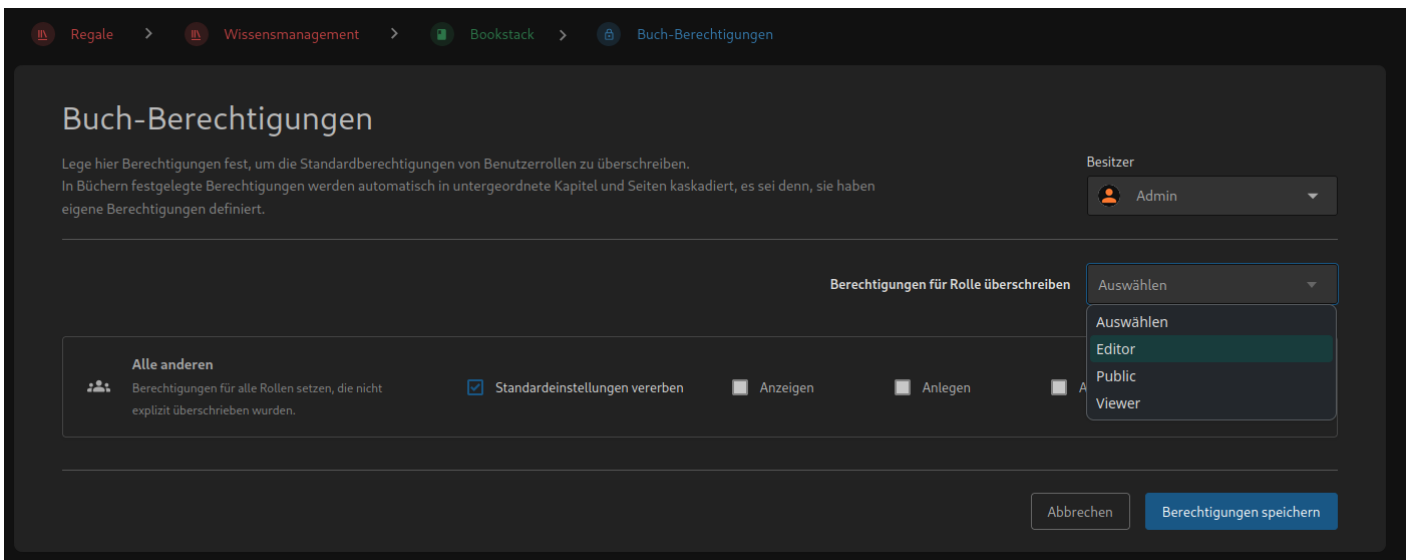 Regale > Wissensmanagement > Bookstack > Buch-Berechtigungen
Buch-Berechtigungen
Lege hier Berechtigungen fest, um die Standardberechtigungen von Benutzerrollen zu überschreiben.
In Büchern festgelegte Berechtigungen werden automatisch in untergeordnete Kapitel und Seiten kaskadiert, es sei denn, sie haben
eigene Berechtigungen definiert.
Besitzer
Admin
Berechtigungen für Rolle überschreiben Auswählen
Auswählen
Editor
Public
Viewer
Alle anderen
Berechtigungen für alle Rollen setzen, die nicht
explizit überschrieben wurden.
Standardeinstellungen vererben Anzeigen Anlegen
Abbrechen Berechtigungen speichern